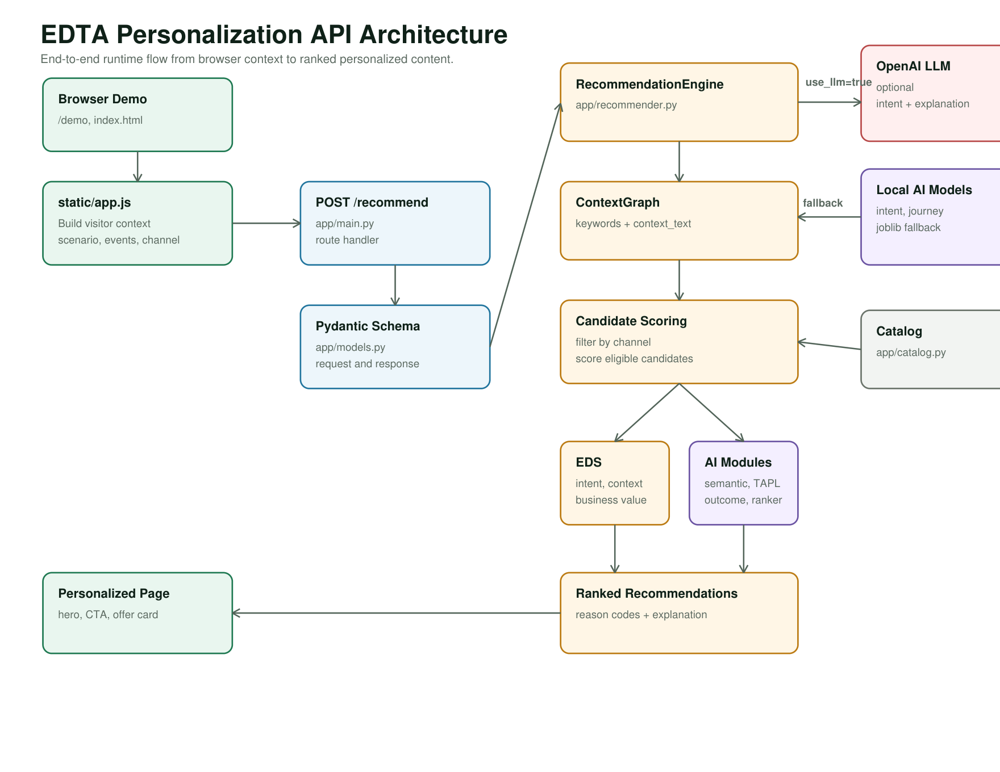 EDTA Personalization API Architecture
End-to-end runtime flow from browser context to ranked personalized content.
Browser Demo
/demo, index.html
static/app.js
Build visitor context
scenario, events, channel
POST /recommend
app/main.py
route handler
Pydantic Schema
app/models.py
request and response
RecommendationEngine
app/recommender.py
use_llm=true
OpenAI LLM
optional
intent + explanation
ContextGraph
keywords + context_text
fallback
Local AI Models
intent, journey
joblib fallback
Candidate Scoring
filter by channel
score eligible candidates
Catalog
app/catalog.py
EDS
intent, context
business value
AI Modules
semantic, TAPL
outcome, ranker
Ranked Recommendations
reason codes + explanation
Personalized Page
hero, CTA, offer card